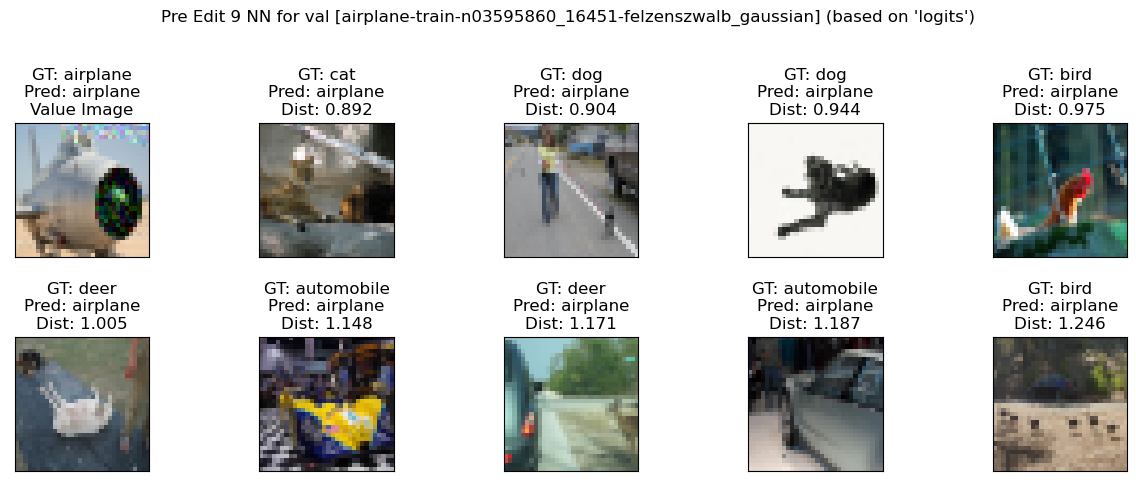 Pre Edit 9 NN for val [airplane-train-n03595860_16451-felzenszwalb_gaussian] (based on 'logits')
GT: airplane
Pred: airplane
Value Image
GT: cat
Pred: airplane
Dist: 0.892
GT: dog
Pred: airplane
Dist: 0.904
GT: dog
Pred: airplane
Dist: 0.944
GT: bird
Pred: airplane
Dist: 0.975
GT: deer
Pred: airplane
Dist: 1.005
GT: automobile
Pred: airplane
Dist: 1.148
GT: deer
Pred: airplane
Dist: 1.171
GT: automobile
Pred: airplane
Dist: 1.187
GT: bird
Pred: airplane
Dist: 1.246